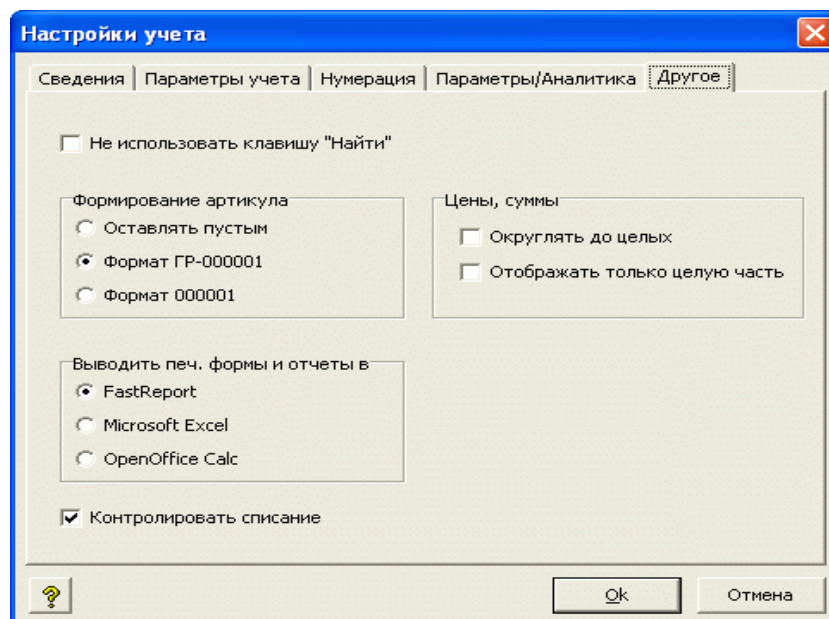 Настройки учета
Сведения
Параметры учета
Нумерация
Параметры/Аналитика
Другое
Не использовать клавишу "Найти"
Формирование артикула
Оставлять пустым
Формат ГР-000001
Формат 000001
Цены, суммы
Округлять до целых
Отображать только целую часть
Выводить печ. формы и отчеты в
FastReport
Microsoft Excel
OpenOffice Calc
Контролировать списание
?
Ok
Отмена